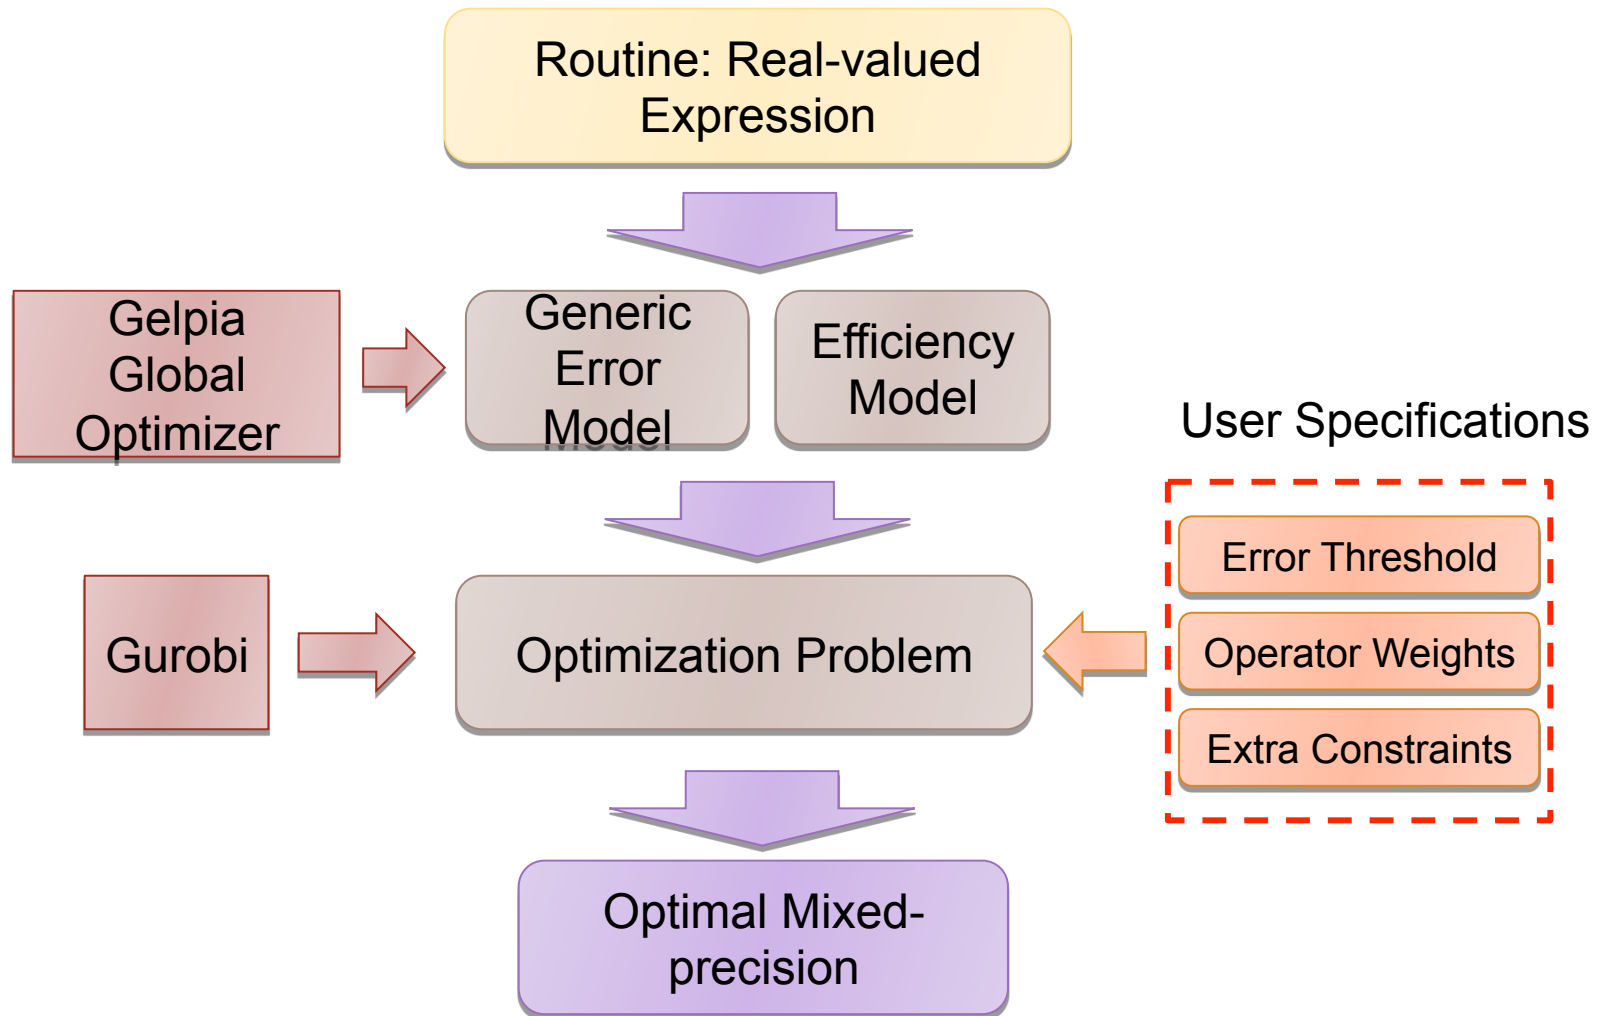 Routine: Real-valued
Expression
Gelpia
Global
Optimizer
Generic
Error
Model
Efficiency
Model
User Specifications
Error Threshold
Operator Weights
Extra Constraints
Gurobi
Optimization Problem
Optimal Mixed-
precision